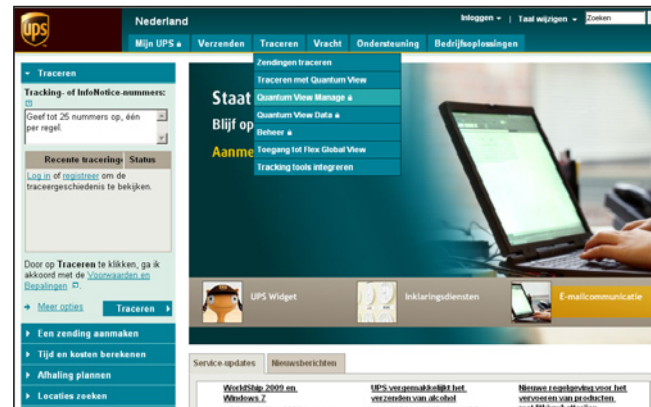 ups
Nederland
Inloggen
|
Taal wijzigen
Zoeken
Mijn UPS
Verzenden
Traceren
Vracht
Ondersteuning
Bedrijfsoplossingen
Zendingen traceren
Traceren met Quantum View
Quantum View Manage
Quantum View Data
Beheer
Toegang tot Flex Global View
Tracking tools integreren
Traceren
Tracking- of InfoNotice-nummers:
Geef tot 25 nummers op, één
per regel.
Recente tracering
Status
Log in of registreer om de
traceergeschiedenis te bekijken.
Door op Traceren te klikken, ga ik
akkoord met de Voorwaarden en
Bepalingen
Meer opties
Traceren
Een zending aanmaken
Tijd en kosten berekenen
Afhaling plannen
Locaties zoeken
Staat
Blijf op
Aanme
UPS Widget
Inklaringsdiensten
E-mailcommunicatie
Service-updates
Nieuwsberichten
WorldShip 2009 en
Windows 7
UPS vergemakkelijkt het
verzenden van alcohol
Nieuwe regelgeving voor het
vervoeren van producten